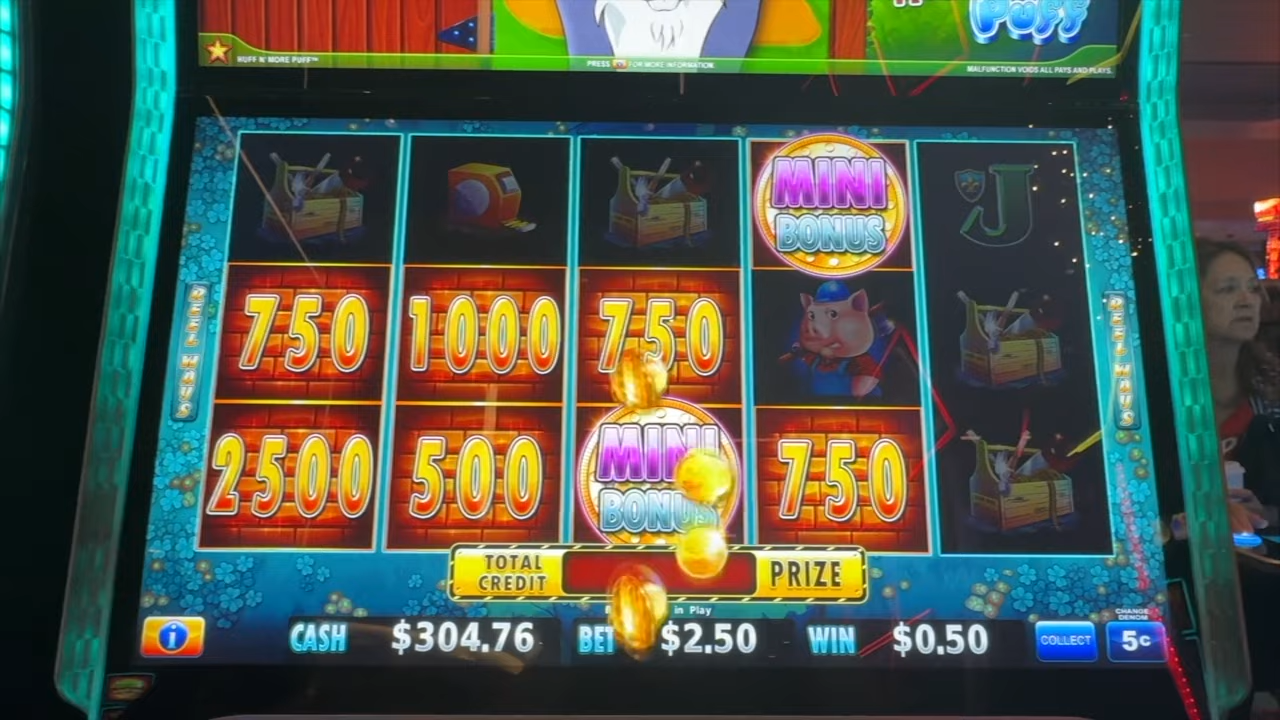 Puff
HUFF N' MORE PUFF™
PRESS FOR MORE INFORMATION
MALFUNCTION VOIDS ALL PAYS AND PLAYS.
MINI
BONUS
J
REEL WAYS
750
1000
750
REEL WAYS
2500
500
MINI
BONUS
750
TOTAL
CREDIT
PRIZE
in Play
CASH
$304.76
BET
$2.50
WIN
$0.50
COLLECT
CHANGE
DENOM
5¢